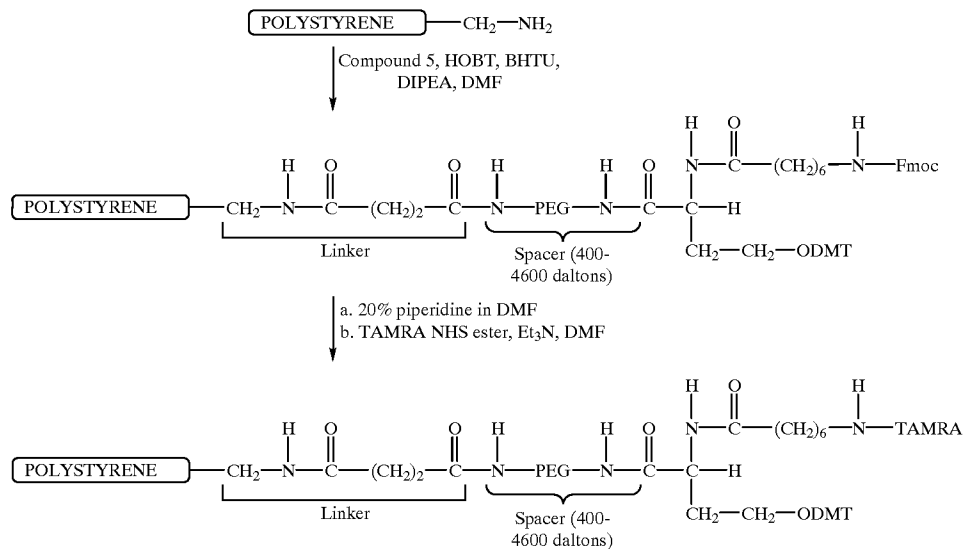 POLYSTYRENE CH₂ NH₂
Compound 5, HOBT, BHTU,
DIPEA, DMF
H O H
N C (CH₂)₆ N Fmoc
H O O H H O
POLYSTYRENE CH₂ N C (CH₂)₂ C N PEG N C C H
Linker
Spacer (400-
4600 daltons)
CH₂ CH₂ ODMT
a. 20% piperidine in DMF
b. TAMRA NHS ester, Et₃N, DMF
H O H
N C (CH₂)₆ N TAMRA
H O O H H O
POLYSTYRENE CH₂ N C (CH₂)₂ C N PEG N C C H
Linker
Spacer (400-
4600 daltons)
CH₂ CH₂ ODMT